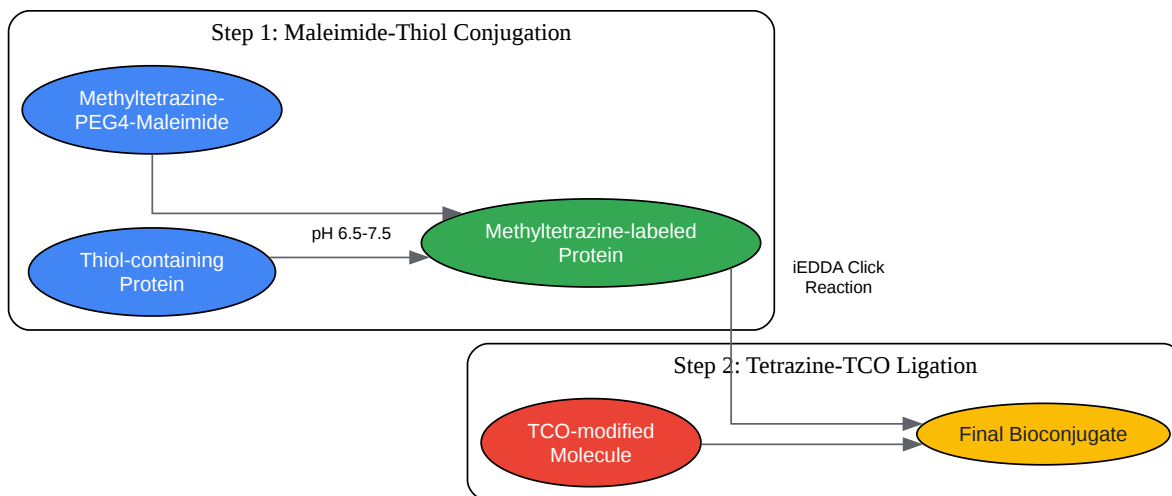 Step 1: Maleimide-Thiol Conjugation
Methyltetrazine-
PEG4-Maleimide
pH 6.5-7.5
Thiol-containing
Protein
Methyltetrazine-labeled
Protein
iEDDA Click
Reaction
Step 2: Tetrazine-TCO Ligation
TCO-modified
Molecule
Final Bioconjugate